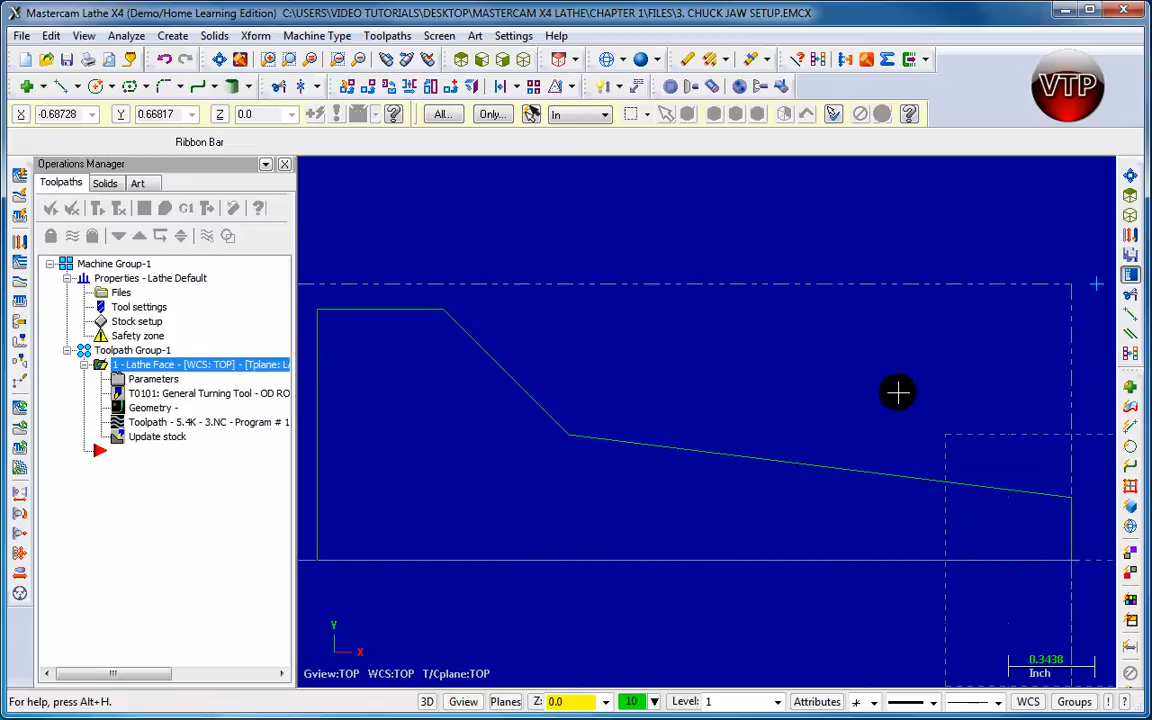 Mastercam Lathe X4 (Demo/Home Learning Edition) C:\USERS\VIDEO TUTORIALS\DESKTOP\MASTERCAM X4 LATHE\CHAPTER 1\FILES\3. CHUCK JAW SETUP.EMCX
File Edit View Analyze Create Solids Xform Machine Type Toolpaths Screen Art Settings Help
VTP
X -0.68728 Y 0.66817 Z 0.0 All... Only... In
Ribbon Bar
Operations Manager
Toolpaths Solids Art
G1
Machine Group-1
Properties - Lathe Default
Files
Tool settings
Stock setup
Safety zone
Toolpath Group-1
1 - Lathe Face - [WCS: TOP] - [Tplane: L
Parameters
T0101: General Turning Tool - OD RO
Geometry -
Toolpath - 5.4K - 3.NC - Program # 1
Update stock
Y
X
Gview:TOP WCS:TOP T/Cplane:TOP
0.3438
Inch
For help, press Alt+H.
3D Gview Planes Z: 0.0 10 Level: 1 Attributes WCS Groups ! ?